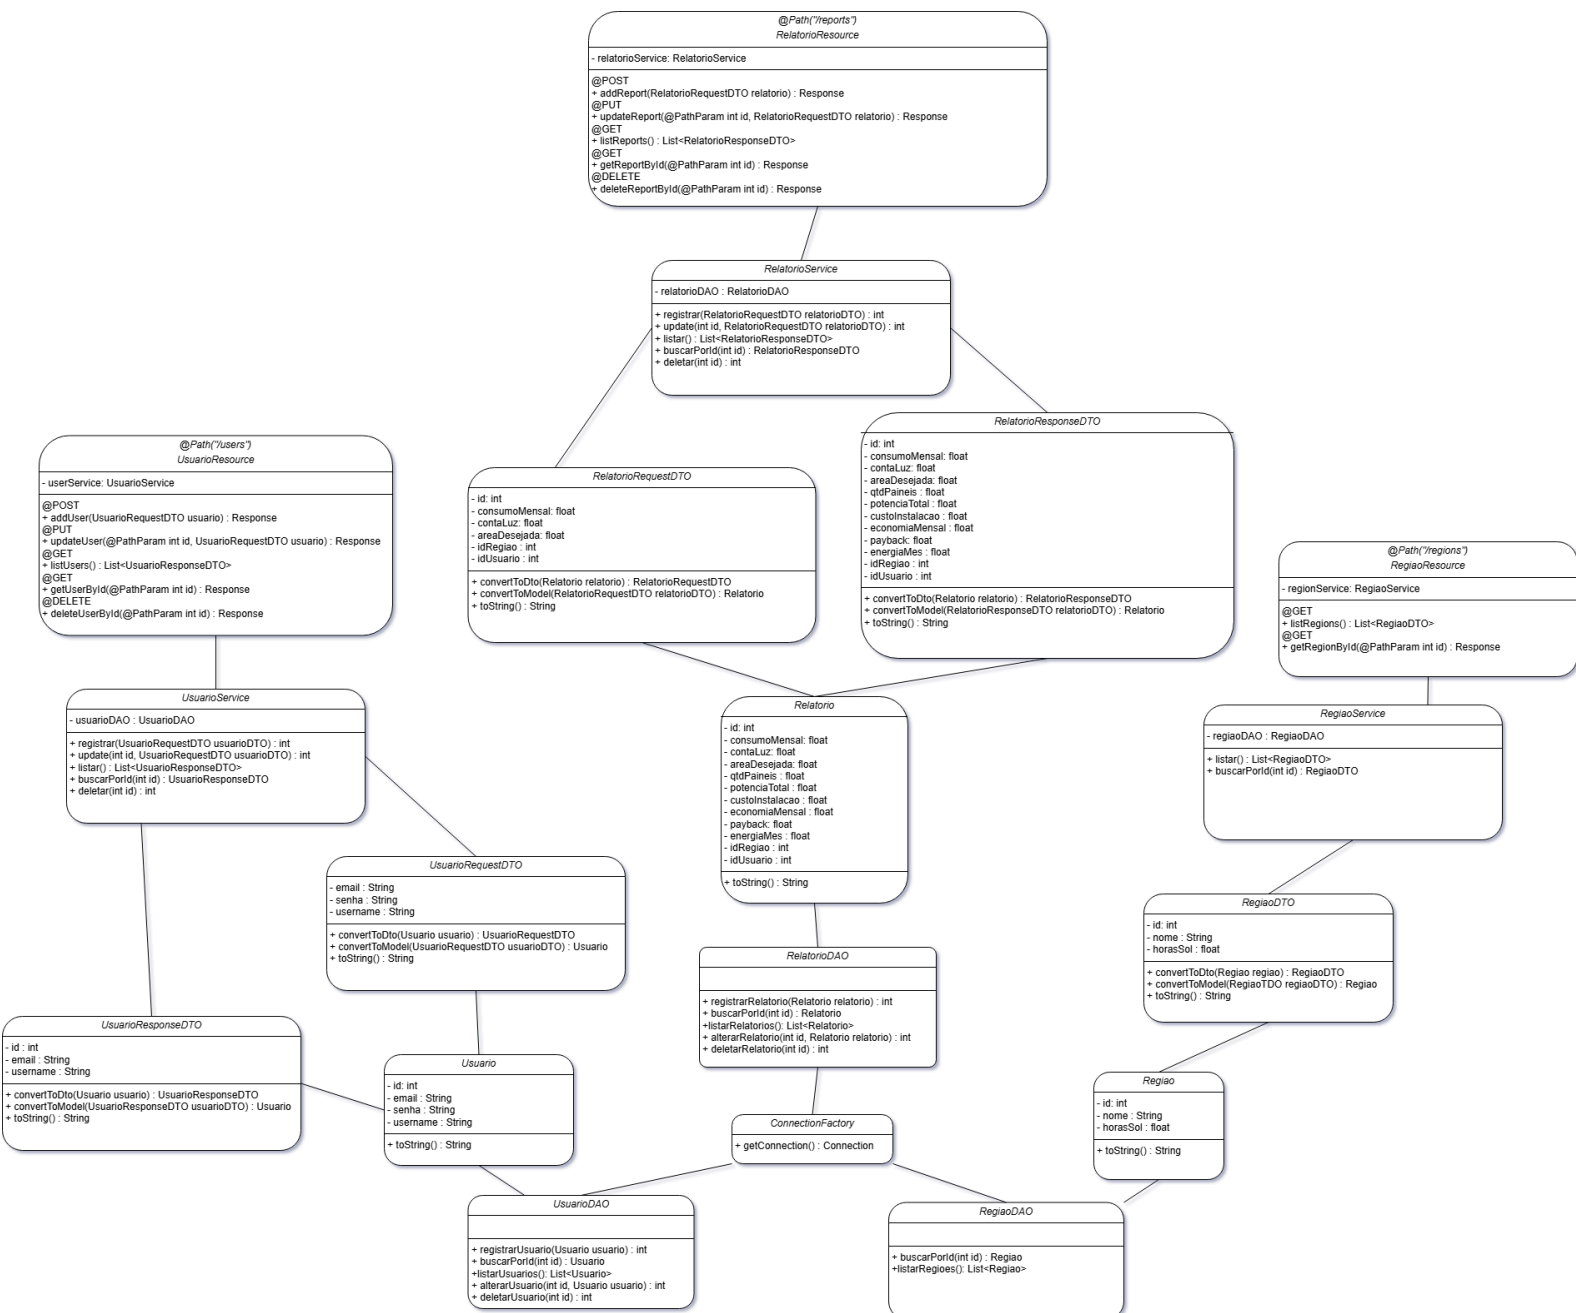 @Path("/reports")
RelatorioResource
- relatorioService: RelatorioService
@POST
+ addReport(RelatorioRequestDTO relatorio) : Response
@PUT
+ updateReport(@PathParam int id, RelatorioRequestDTO relatorio) : Response
@GET
+ listReports() : List<RelatorioResponseDTO>
@GET
+ getReportById(@PathParam int id) : Response
@DELETE
+ deleteReportById(@PathParam int id) : Response
RelatorioService
- relatorioDAO : RelatorioDAO
+ registrar(RelatorioRequestDTO relatorioDTO) : int
+ update(int id, RelatorioRequestDTO relatorioDTO) : int
+ listar() : List<RelatorioResponseDTO>
+ buscarPorId(int id) : RelatorioResponseDTO
+ deletar(int id) : int
RelatorioResponseDTO
- id: int
- consumoMensal: float
- contaLuz: float
- areaDesejada: float
- qtdPaineis : float
- potenciaTotal : float
- custoInstalacao : float
- economiaMensal : float
- payback: float
- energiaMes : float
- idRegiao : int
- idUsuario : int
+ convertToDto(Relatorio relatorio) : RelatorioResponseDTO
+ convertToModel(RelatorioResponseDTO relatorioDTO) : Relatorio
+ toString() : String
@Path("/users")
UsuarioResource
- userService: UsuarioService
@POST
+ addUser(UsuarioRequestDTO usuario) : Response
@PUT
+ updateUser(@PathParam int id, UsuarioRequestDTO usuario) : Response
@GET
+ listUsers() : List<UsuarioResponseDTO>
@GET
+ getUserById(@PathParam int id) : Response
@DELETE
+ deleteUserById(@PathParam int id) : Response
RelatorioRequestDTO
- id: int
- consumoMensal: float
- contaLuz: float
- areaDesejada: float
- idRegiao : int
- idUsuario : int
+ convertToDto(Relatorio relatorio) : RelatorioRequestDTO
+ convertToModel(RelatorioRequestDTO relatorioDTO) : Relatorio
+ toString() : String
@Path("/regions")
RegiaoResource
- regionService: RegiaoService
@GET
+ listRegions() : List<RegiaoDTO>
@GET
+ getRegionById(@PathParam int id) : Response
UsuarioService
- usuarioDAO : UsuarioDAO
+ registrar(UsuarioRequestDTO usuarioDTO) : int
+ update(int id, UsuarioRequestDTO usuarioDTO) : int
+ listar() : List<UsuarioResponseDTO>
+ buscarPorId(int id) : UsuarioResponseDTO
+ deletar(int id) : int
Relatorio
- id: int
- consumoMensal: float
- contaLuz: float
- areaDesejada: float
- qtdPaineis : float
- potenciaTotal : float
- custoInstalacao : float
- economiaMensal : float
- payback: float
- energiaMes : float
- idRegiao : int
- idUsuario : int
+ toString() : String
RegiaoService
- regiaoDAO : RegiaoDAO
+ listar() : List<RegiaoDTO>
+ buscarPorId(int id) : RegiaoDTO
UsuarioRequestDTO
- email : String
- senha : String
- username : String
+ convertToDto(Usuario usuario) : UsuarioRequestDTO
+ convertToModel(UsuarioRequestDTO usuarioDTO) : Usuario
+ toString() : String
RegiaoDTO
- id: int
- nome : String
- horasSol : float
+ convertToDto(Regiao regiao) : RegiaoDTO
+ convertToModel(RegiaoTDO regiaoDTO) : Regiao
+ toString() : String
RelatorioDAO
+ registrarRelatorio(Relatorio relatorio) : int
+ buscarPorId(int id) : Relatorio
+listarRelatorios(): List<Relatorio>
+ alterarRelatorio(int id, Relatorio relatorio) : int
+ deletarRelatorio(int id) : int
UsuarioResponseDTO
- id : int
- email : String
- username : String
+ convertToDto(Usuario usuario) : UsuarioResponseDTO
+ convertToModel(UsuarioResponseDTO usuarioDTO) : Usuario
+ toString() : String
Usuario
- id: int
- email : String
- senha : String
- username : String
+ toString() : String
Regiao
- id: int
- nome : String
- horasSol : float
+ toString() : String
ConnectionFactory
+ getConnection() : Connection
UsuarioDAO
+ registrarUsuario(Usuario usuario) : int
+ buscarPorId(int id) : Usuario
+listarUsuarios(): List<Usuario>
+ alterarUsuario(int id, Usuario usuario) : int
+ deletarUsuario(int id) : int
RegiaoDAO
+ buscarPorId(int id) : Regiao
+listarRegioes(): List<Regiao>